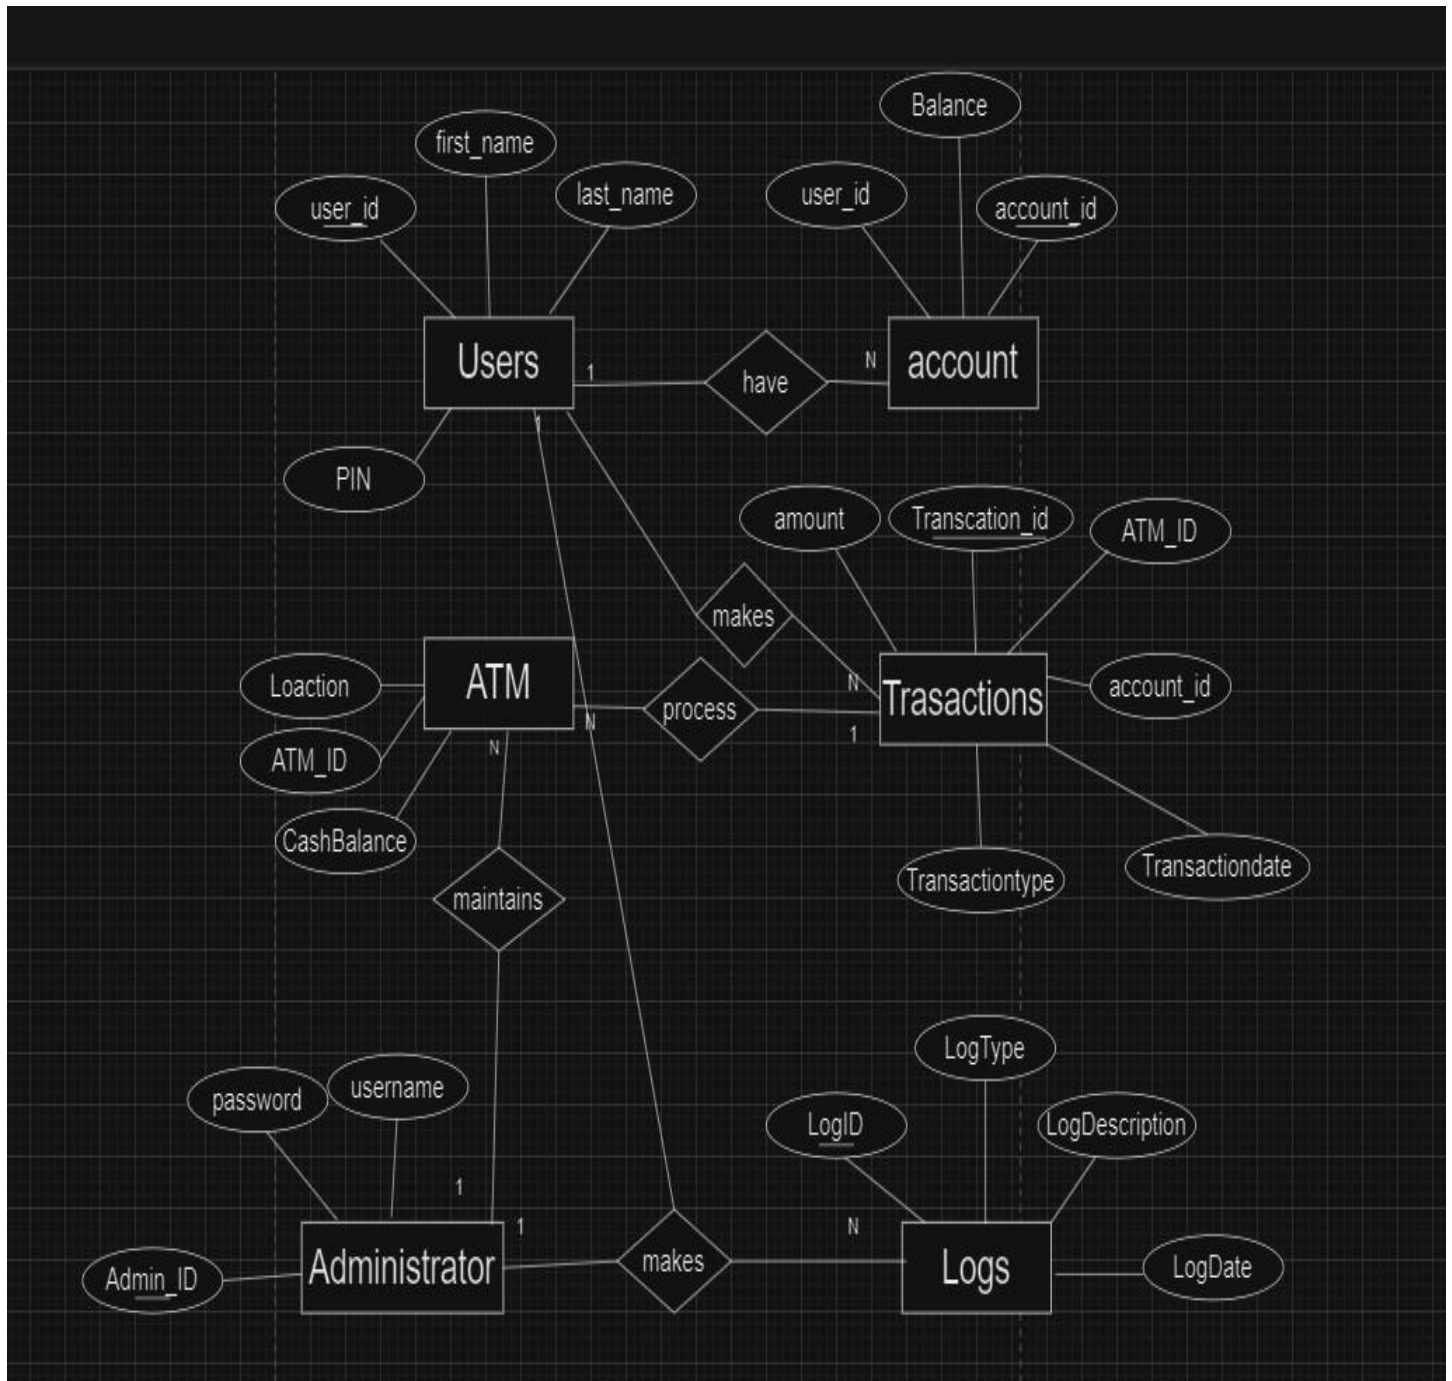 Balance
first_name
user_id
last_name
user_id
account_id
Users
1
have
N
account
1
PIN
amount
Transcation_id
ATM_ID
makes
Loaction
ATM
N
process
N
1
Trasactions
account_id
ATM_ID
N
CashBalance
Transactiontype
Transactiondate
maintains
LogType
password
username
LogID
LogDescription
1
1
N
Admin_ID
Administrator
makes
Logs
LogDate